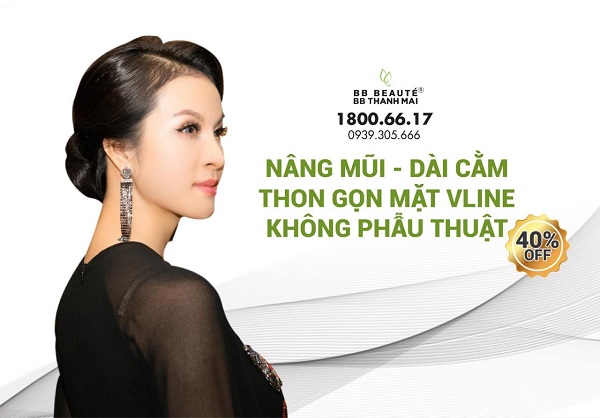 BB BEAUTÉ®
BB THANH MAI
1800.66.17
0939.305.666
NÂNG MŨI - DÀI CẰM
THON GỌN MẶT VLINE
KHÔNG PHẪU THUẬT
40%
OFF